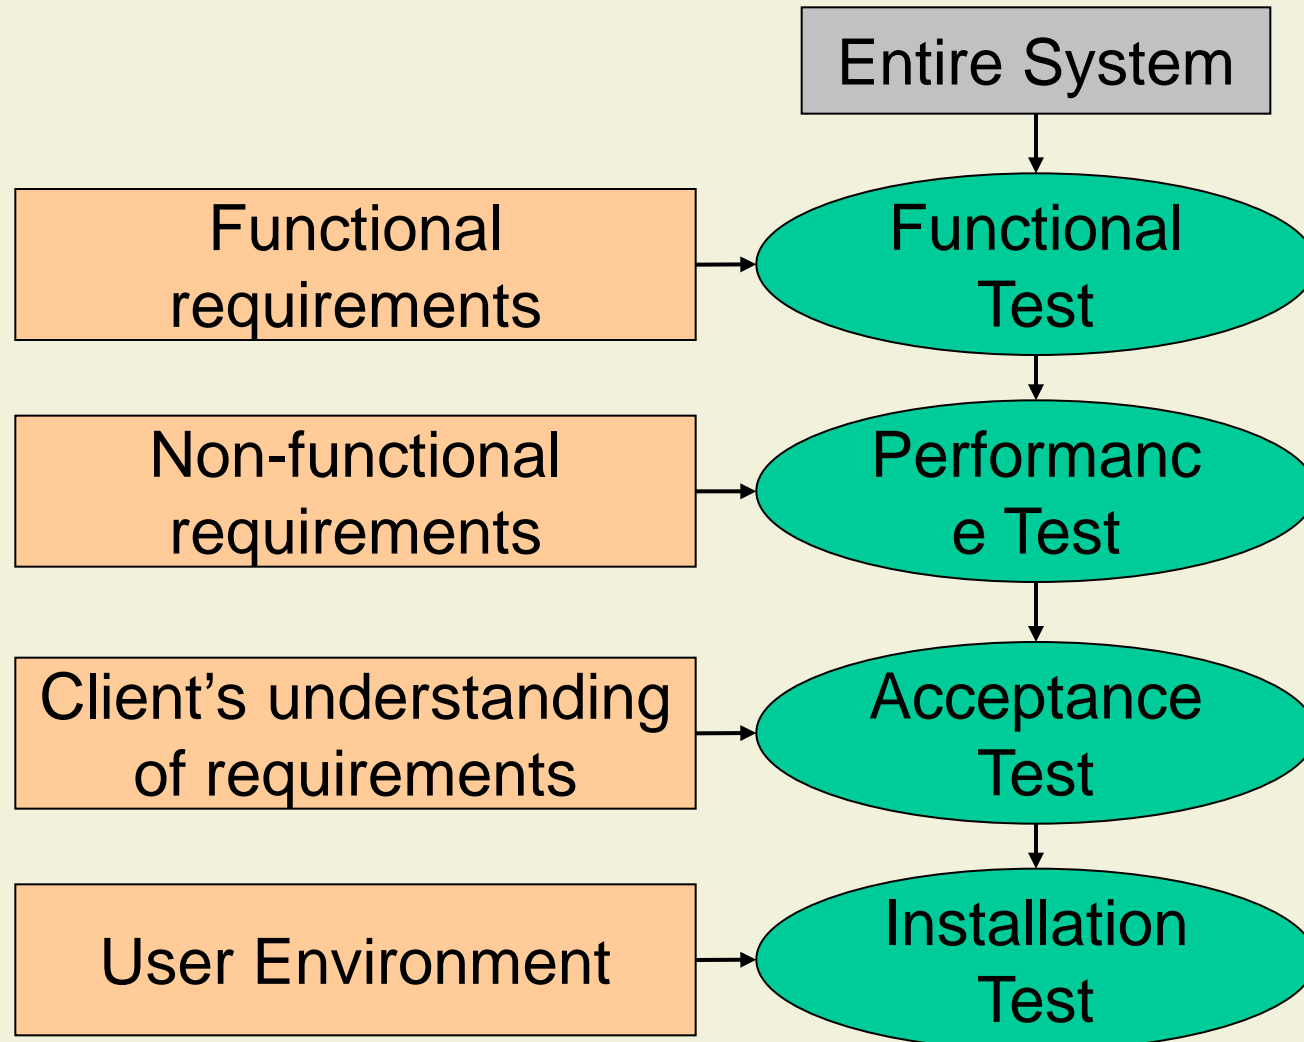 Entire System
Functional
requirements
Functional
Test
Non-functional
requirements
Performanc
e Test
Client’s understanding
of requirements
Acceptance
Test
User Environment
Installation
Test